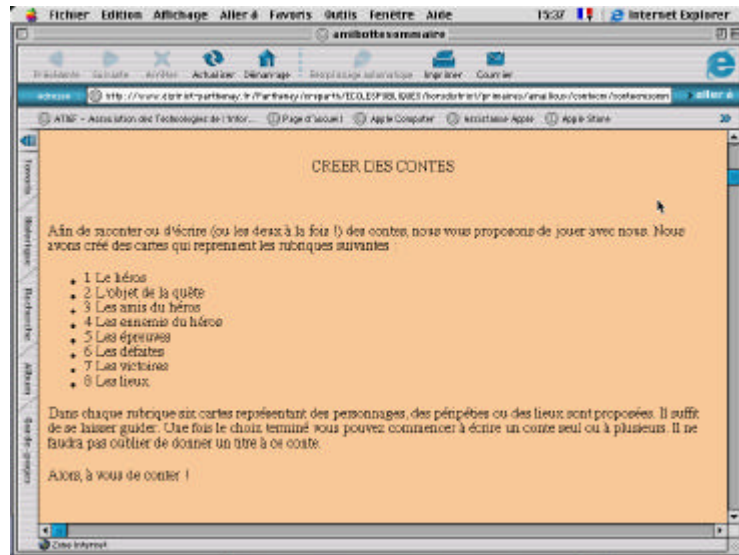 Fichier Edition Affichage Aller à Favoris Outils Fenêtre Aide 15:37 Internet Explorer
amibottesommaire
Précédente Suivante Arrêter Actualiser Démarrage Remplissage automatique Imprimer Courrier
adresse aller à
Page d'accueil Apple Computer Assistance Apple Apple Store
Favoris
Historique
Recherche
Album
Garde-pages
CREER DES CONTES
Afin de raconter ou d'écrire (ou les deux à la fois !) des contes, nous vous proposons de jouer avec nous. Nous
avons créé des cartes qui reprennent les rubriques suivantes :
• 1 Le héros
• 2 L'objet de la quête
• 3 Les amis du héros
• 4 Les ennemis du héros
• 5 Les épreuves
• 6 Les défaites
• 7 Les victoires
• 8 Les lieux
Dans chaque rubrique six cartes représentant des personnages, des péripéties ou des lieux sont proposées. Il suffit
de se laisser guider. Une fois le choix terminé vous pouvez commencer à écrire un conte seul ou à plusieurs. Il ne
faudra pas oublier de donner un titre à ce conte.
Alors, à vous de conter !
Zone Internet